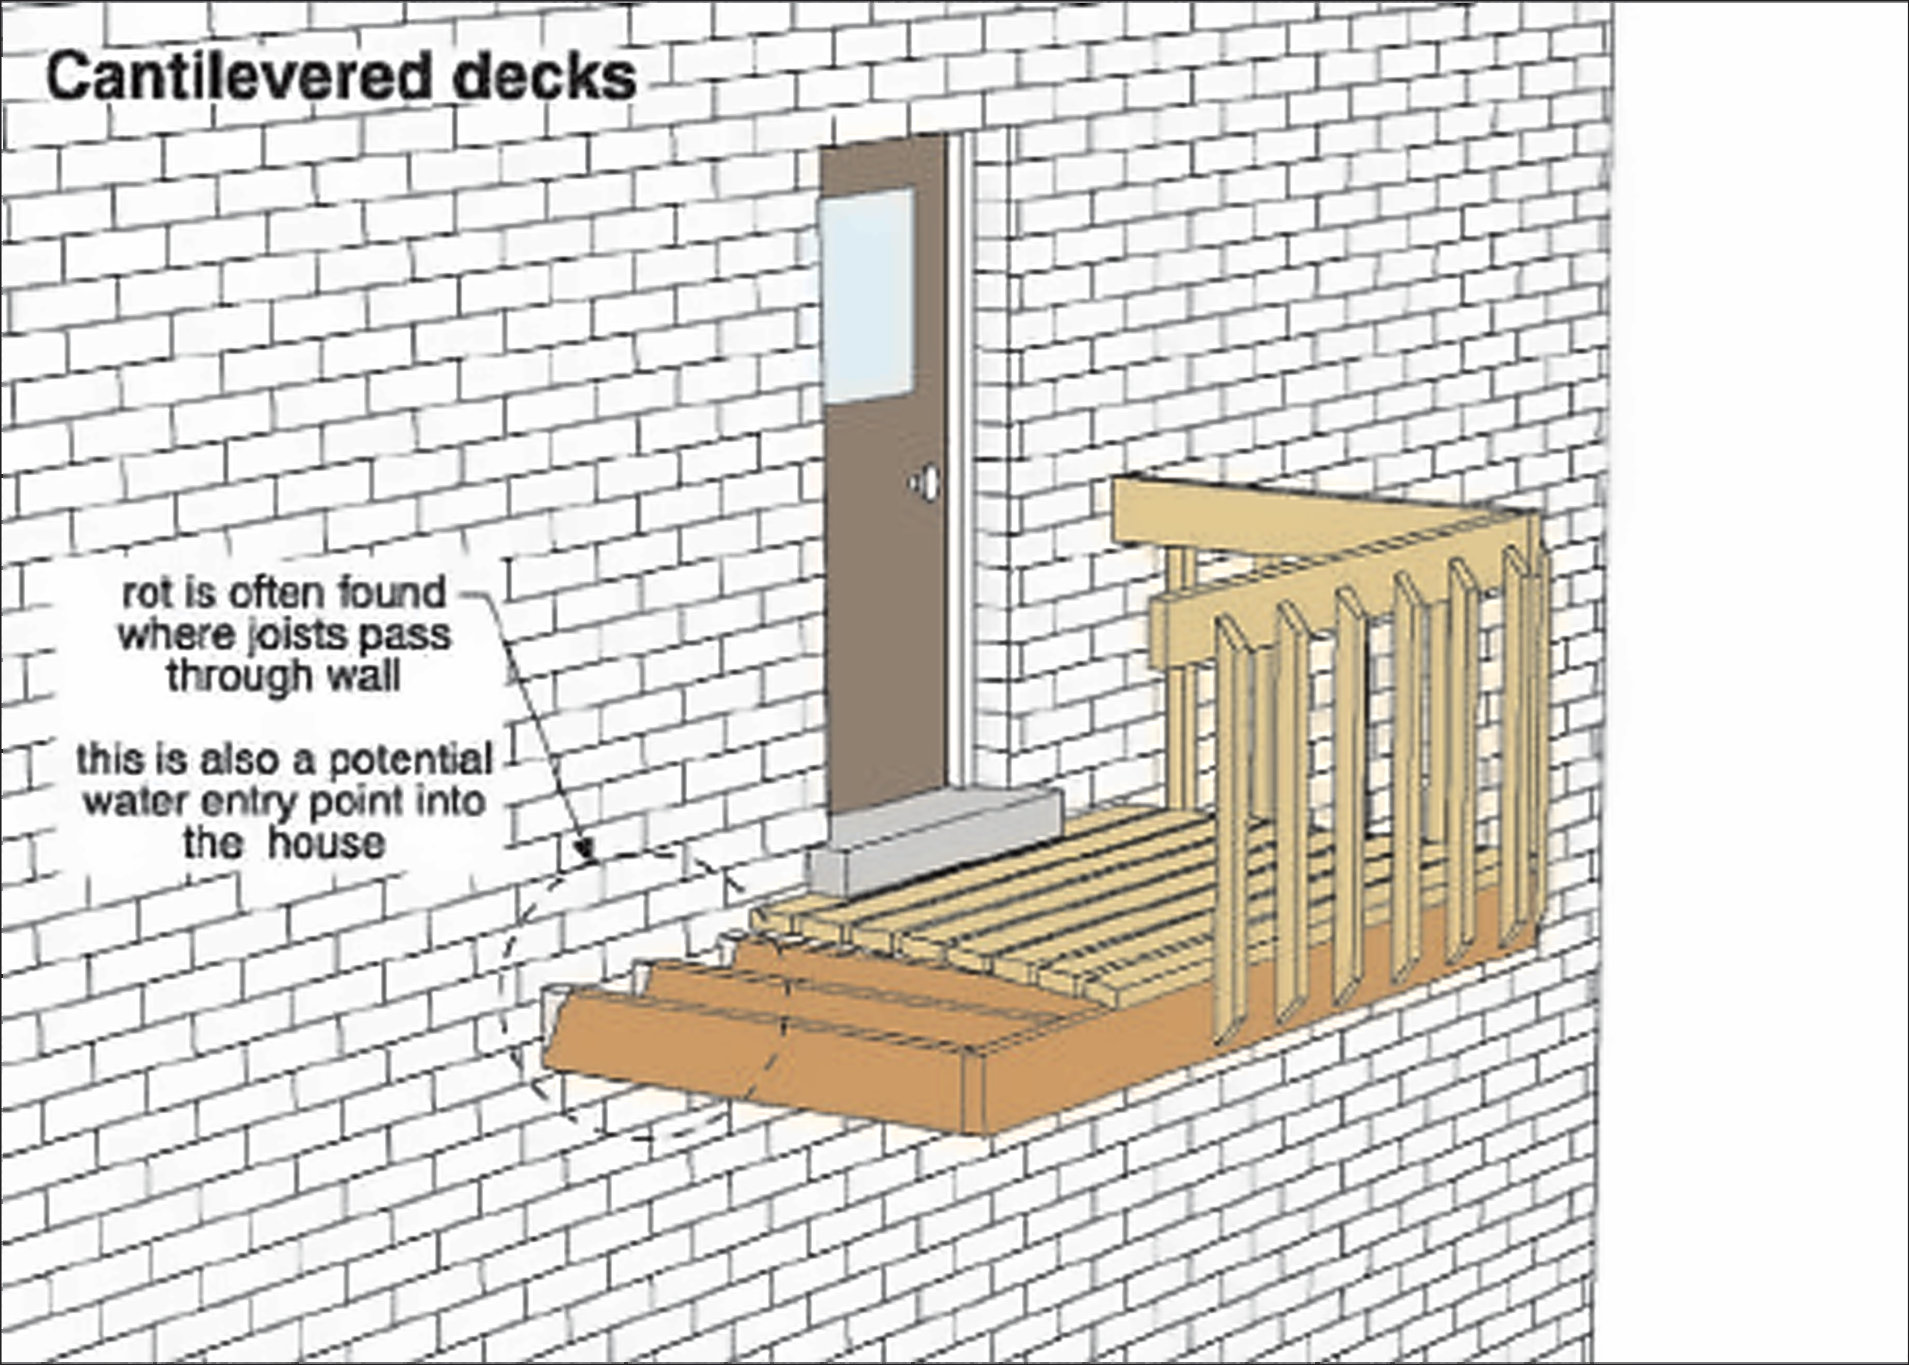 Cantilevered decks
rot is often found
where joists pass
through wall
this is also a potential
water entry point into
the house